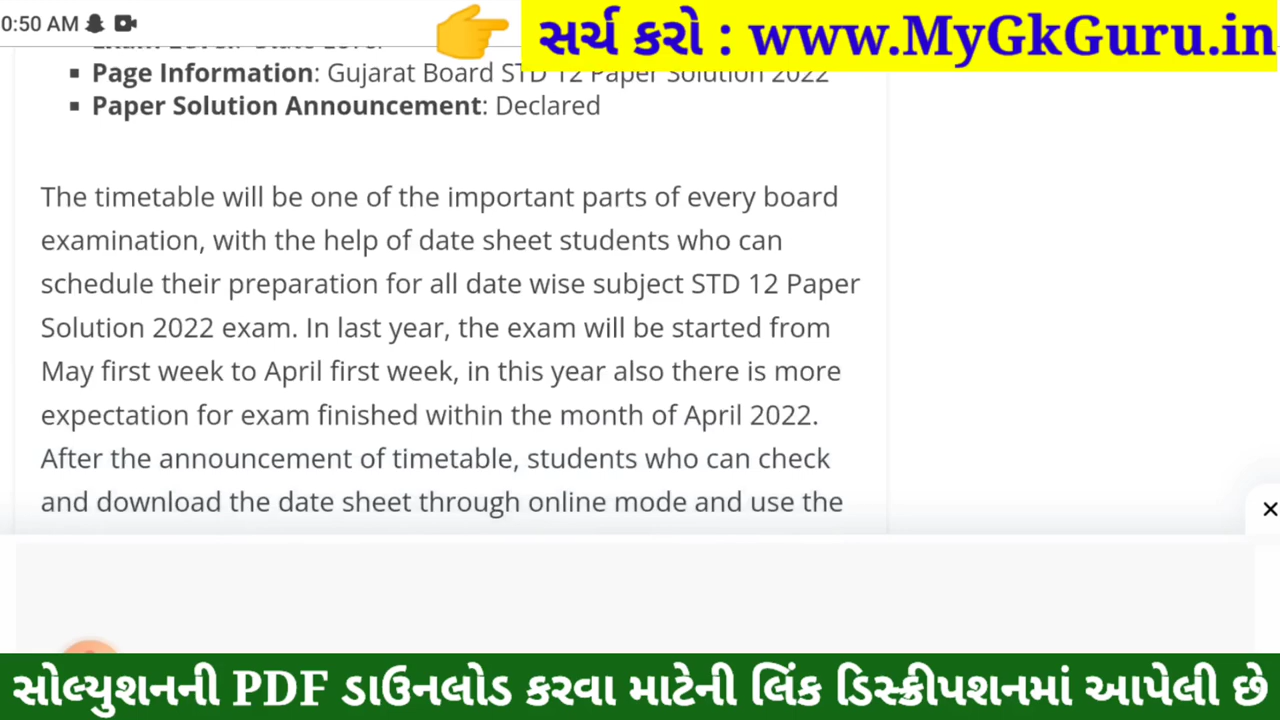 0:50 AM
સર્ચ કરો : www.MyGkGuru.in
Page Information: Gujarat Board STD 12 Paper Solution 2022
Paper Solution Announcement: Declared
The timetable will be one of the important parts of every board
examination, with the help of date sheet students who can
schedule their preparation for all date wise subject STD 12 Paper
Solution 2022 exam. In last year, the exam will be started from
May first week to April first week, in this year also there is more
expectation for exam finished within the month of April 2022.
After the announcement of timetable, students who can check
and download the date sheet through online mode and use the
સોલ્યુશનની PDF ડાઉનલોડ કરવા માટેની લિંક ડિસ્ક્રીપશનમાં આપેલી છે